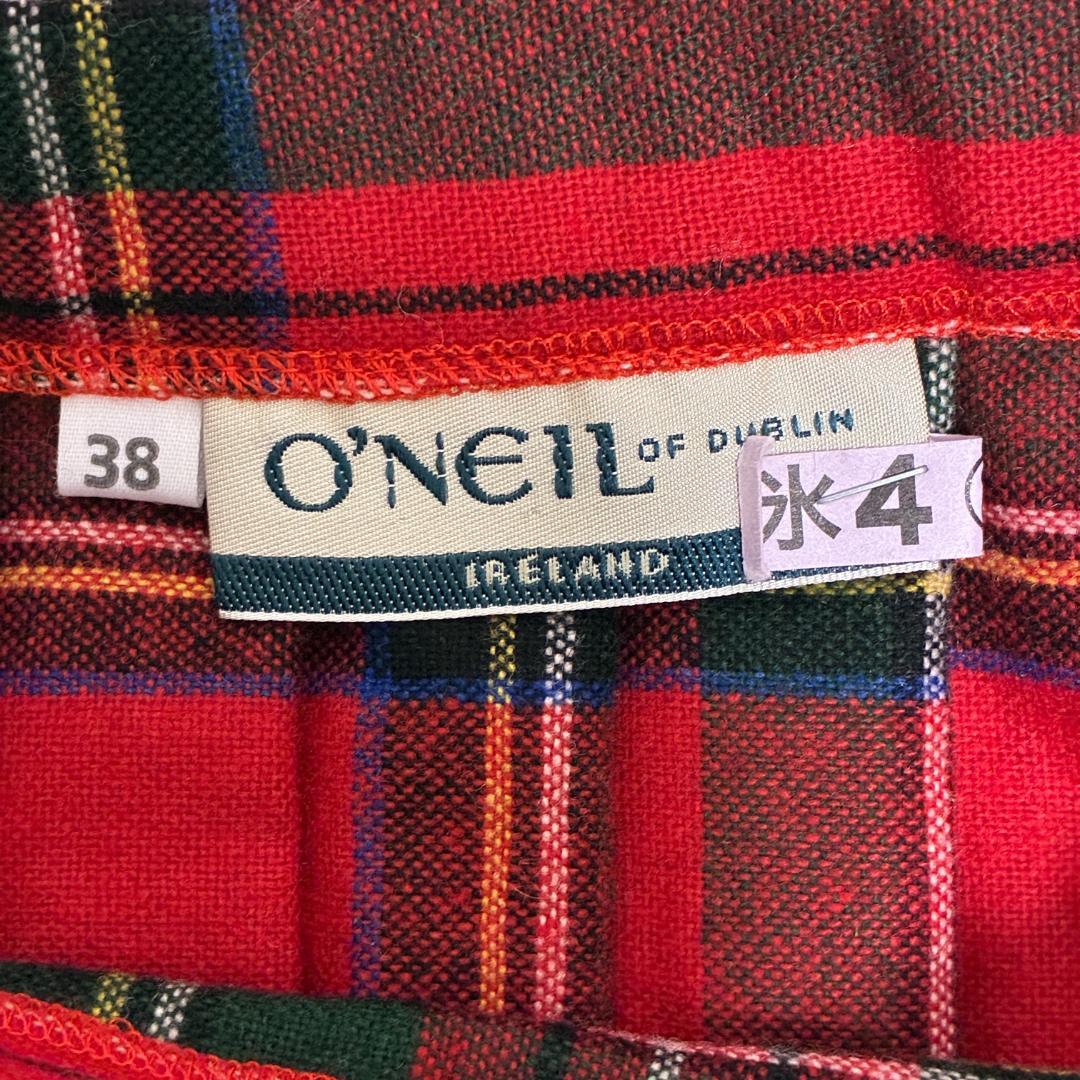 38
O'NEIL OF DUBLIN
IRELAND
氷4